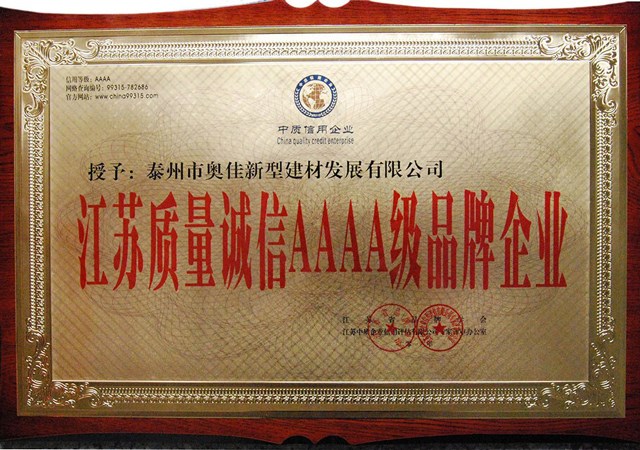 信用等级：AAAA
网络查询编号：99315-782686
官方网站：www.china99315.com
中质信用企业
China quality credit enterprise
授予：泰州市奥佳新型建材发展有限公司
江苏质量诚信AAAA级品牌企业